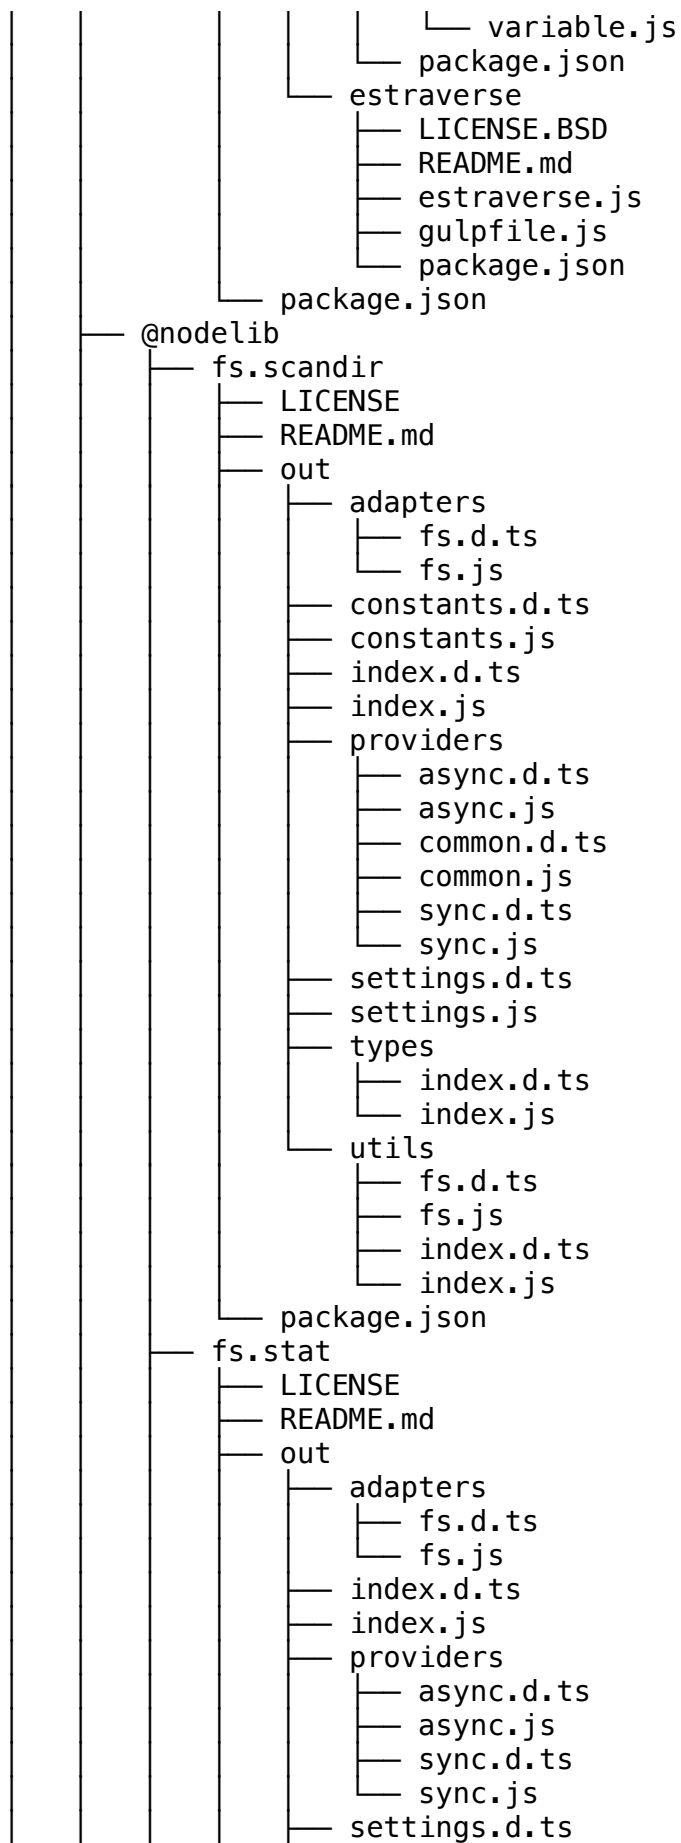 variable.js
package.json
estraverse
LICENSE.BSD
README.md
estraverse.js
gulpfile.js
package.json
package.json
@nodelib
fs.scandir
LICENSE
README.md
out
adapters
fs.d.ts
fs.js
constants.d.ts
constants.js
index.d.ts
index.js
providers
async.d.ts
async.js
common.d.ts
common.js
sync.d.ts
sync.js
settings.d.ts
settings.js
types
index.d.ts
index.js
utils
fs.d.ts
fs.js
index.d.ts
index.js
package.json
fs.stat
LICENSE
README.md
out
adapters
fs.d.ts
fs.js
index.d.ts
index.js
providers
async.d.ts
async.js
sync.d.ts
sync.js
settings.d.ts